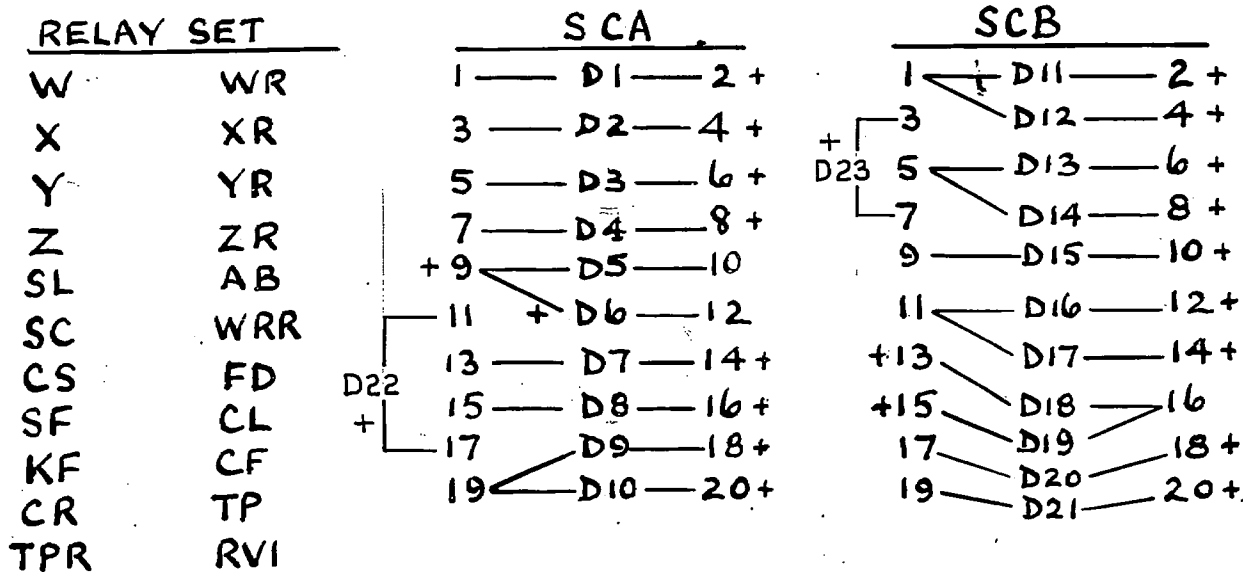 RELAY SET
W WR
X XR
Y YR
Z ZR
SL AB
SC WRR
CS FD
SF CL
KF CF
CR TP
TPR RV1
SCA
1 D1 2 +
3 D2 4 +
5 D3 6 +
7 D4 8 +
+ 9 D5 10
11 + D6 12
13 D7 14 +
D22
15 D8 16 +
+
17 D9 18 +
19 D10 20 +
SCB
1 D11 2 +
3 D12 4 +
+
D23 5 D13 6 +
7 D14 8 +
9 D15 10 +
11 D16 12 +
+13 D17 14 +
+15 D18 16
D19
17 D20 18 +
19 D21 20 +